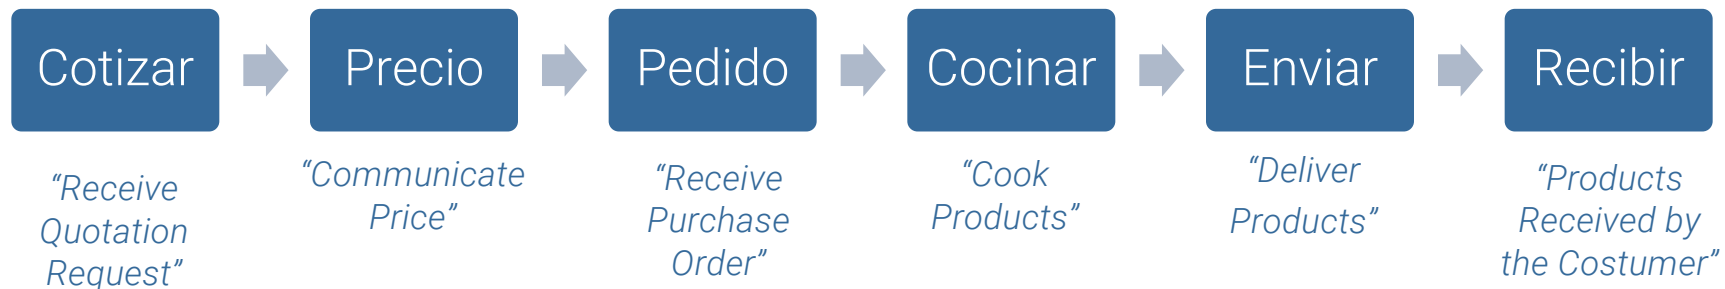 Cotizar
Precio
Pedido
Cocinar
Enviar
Recibir
“Receive
Quotation
Request”
“Communicate
Price”
“Receive
Purchase
Order”
“Cook
Products”
“Deliver
Products”
“Products
Received by
the Costumer”